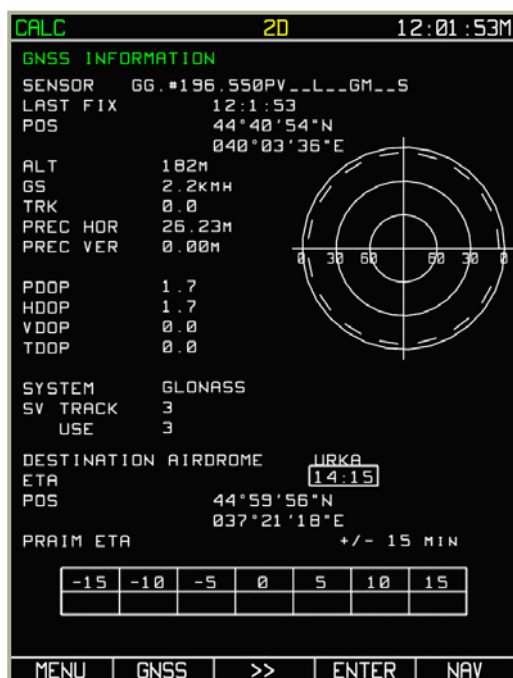 CALC 2D 12:01:53M
GNSS INFORMATION
SENSOR GG.*196.550PV__L__GM__S
LAST FIX 12:1:53
POS 44°40'54"N
040°03'36"E
ALT 182M
GS 2.2KMH
TRK 0.0
PREC HOR 26.23M
PREC VER 0.00M
0 30 60 60 30 0
PDOP 1.7
HDOP 1.7
VDOP 0.0
TDOP 0.0
SYSTEM GLONASS
SV TRACK 3
USE 3
DESTINATION AIRDROME URKA
ETA 14:15
POS 44°59'56"N
037°21'18"E
PRAIM ETA +/- 15 MIN
-15 -10 -5 0 5 10 15
MENU GNSS >> ENTER NAV